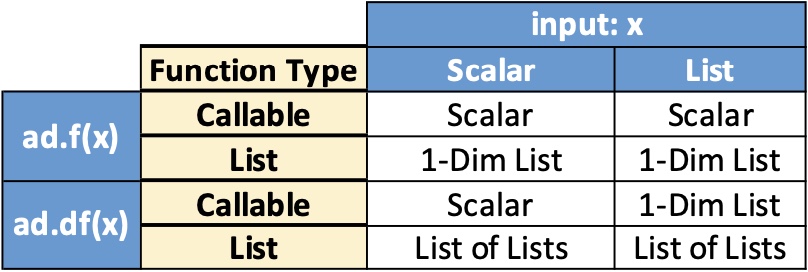 input: x
Function Type Scalar List
ad.f(x) Callable Scalar Scalar
List 1-Dim List 1-Dim List
ad.df(x) Callable Scalar 1-Dim List
List List of Lists List of Lists